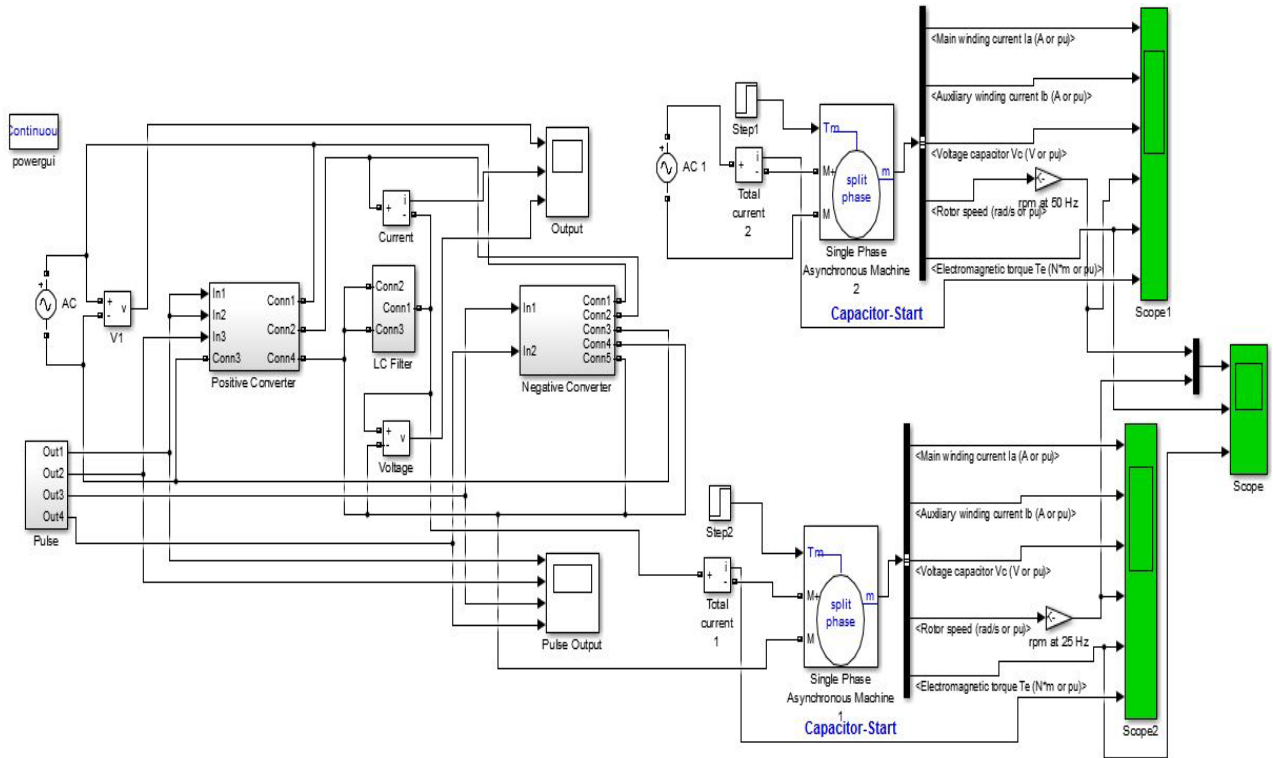 Continuou
powergui
AC
+
+
-
v
V1
In1
In2
In3
Conn3
Conn1
Conn2
Conn4
Positive Converter
+
i
-
Current
Conn2
Conn1
Conn3
LC Filter
+
-
v
Voltage
Output
In1
In2
Conn1
Conn2
Conn3
Conn4
Conn5
Negative Converter
Out1
Out2
Out3
Out4
Pulse
Pulse Output
AC 1
+
Step1
+
i
-
Total
current
2
Tm
M+
M
m
split
phase
Single Phase
Asynchronous Machine
2
Capacitor-Start
<Main winding current Ia (A or pu)>
<Auxiliary winding current Ib (A or pu)>
<Voltage capacitor Vc (V or pu)>
<Rotor speed (rad/s or pu)>
rpm at 50 Hz
<Electromagnetic torque Te (N*m or pu)>
Scope1
Scope
Step2
+
i
-
Total
current
1
Tm
M+
M
m
split
phase
Single Phase
Asynchronous Machine
1
Capacitor-Start
<Main winding current Ia (A or pu)>
<Auxiliary winding current Ib (A or pu)>
<Voltage capacitor Vc (V or pu)>
<Rotor speed (rad/s or pu)>
rpm at 25 Hz
<Electromagnetic torque Te (N*m or pu)>
Scope2